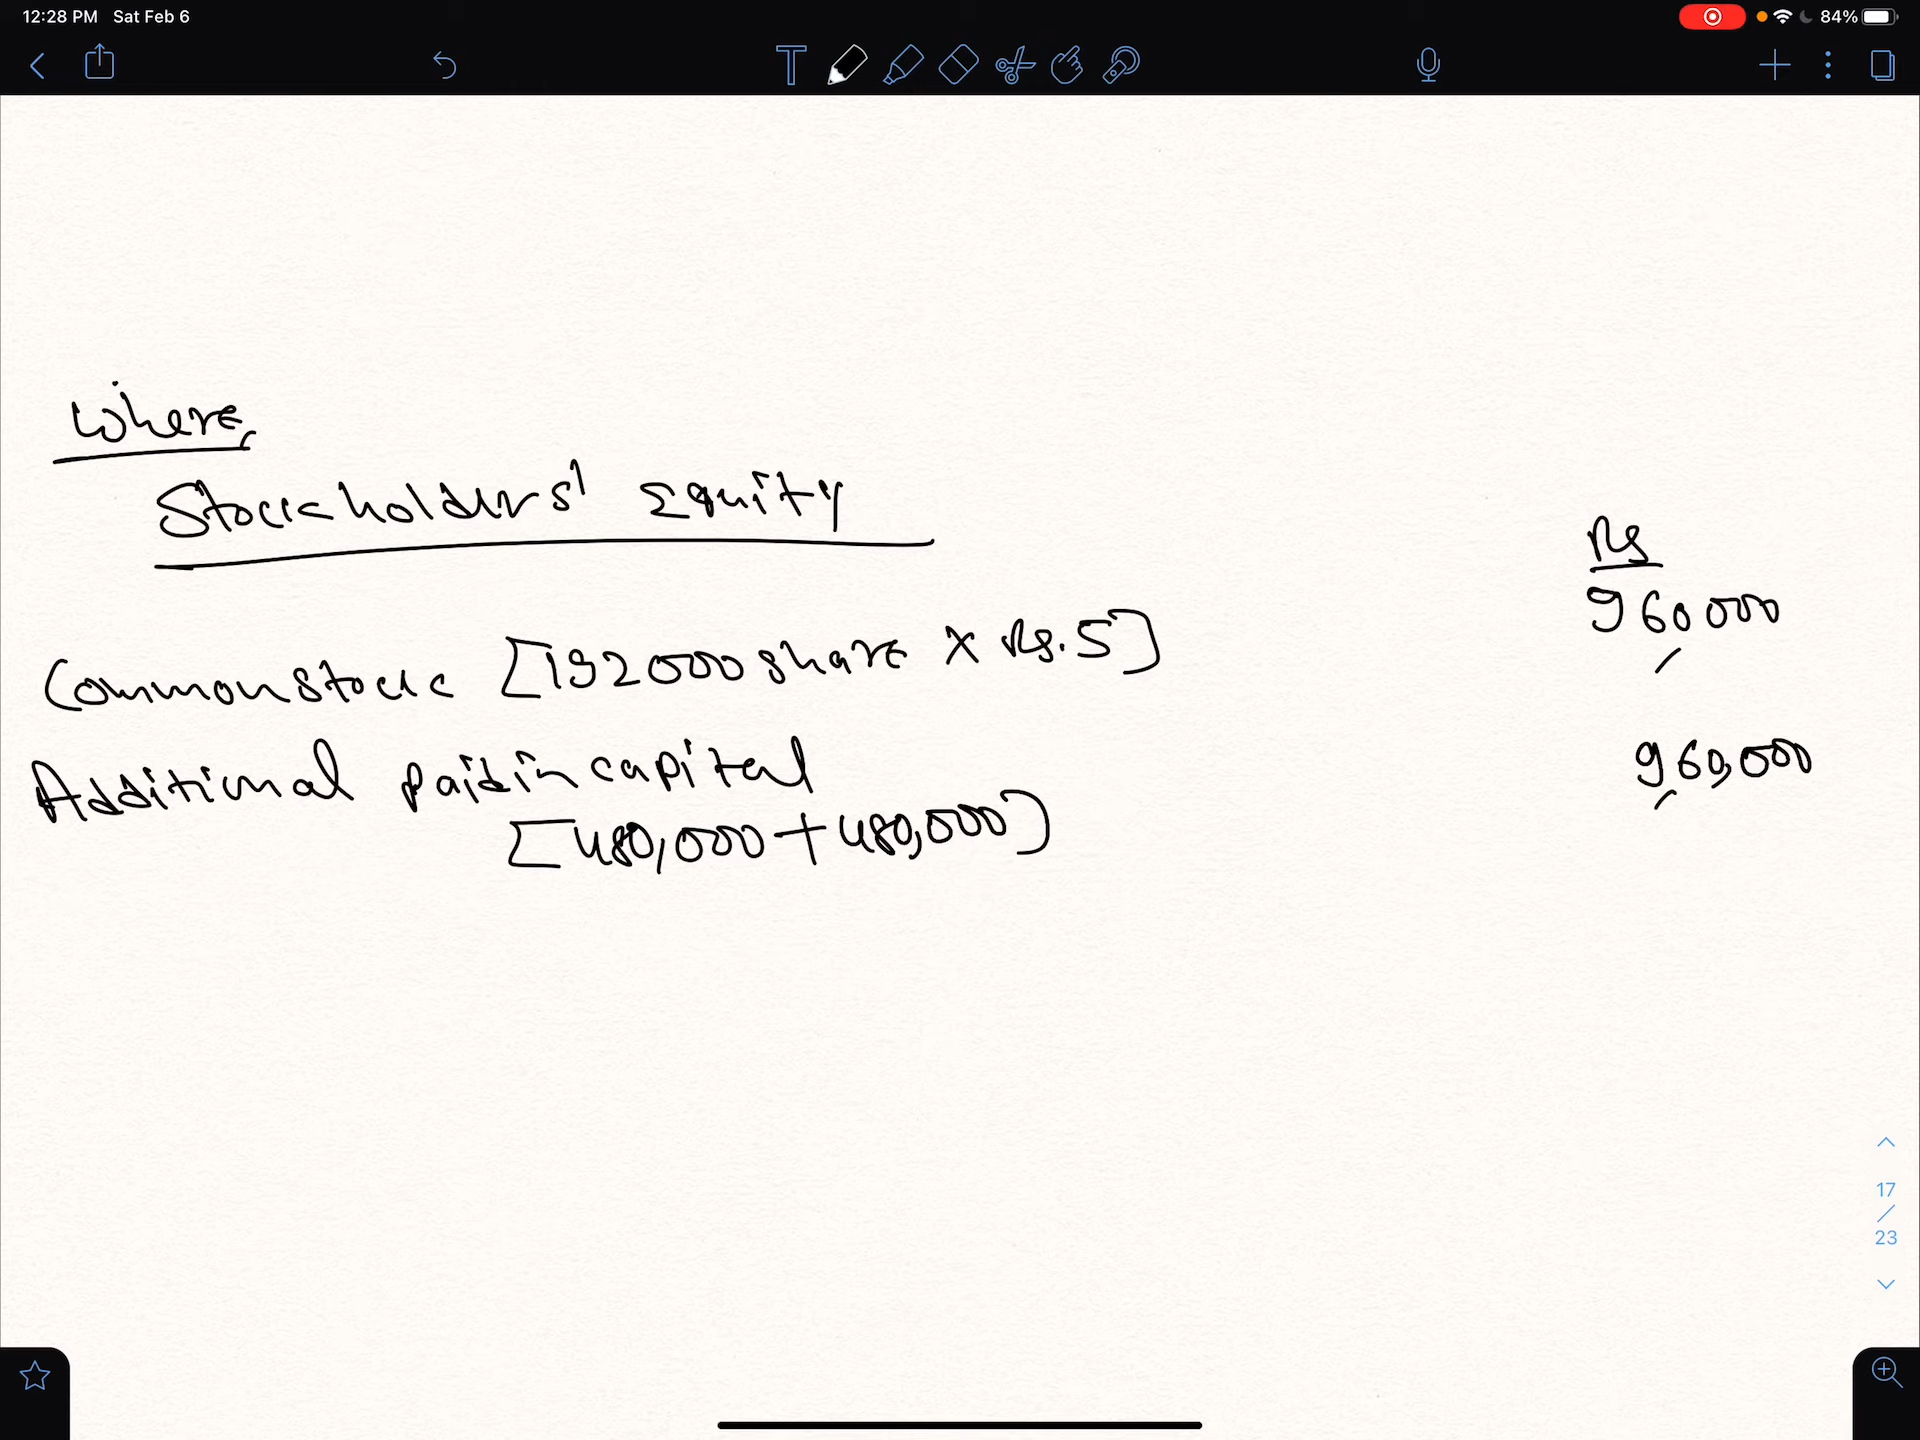 12:28 PM Sat Feb 6
84%
T
Where,
Stockholders' Equity
Rs
Common stock [192000 share × Rs. 5]
960000
Additional paid in capital
960,000
[480,000 + 480,000]
17
/
23